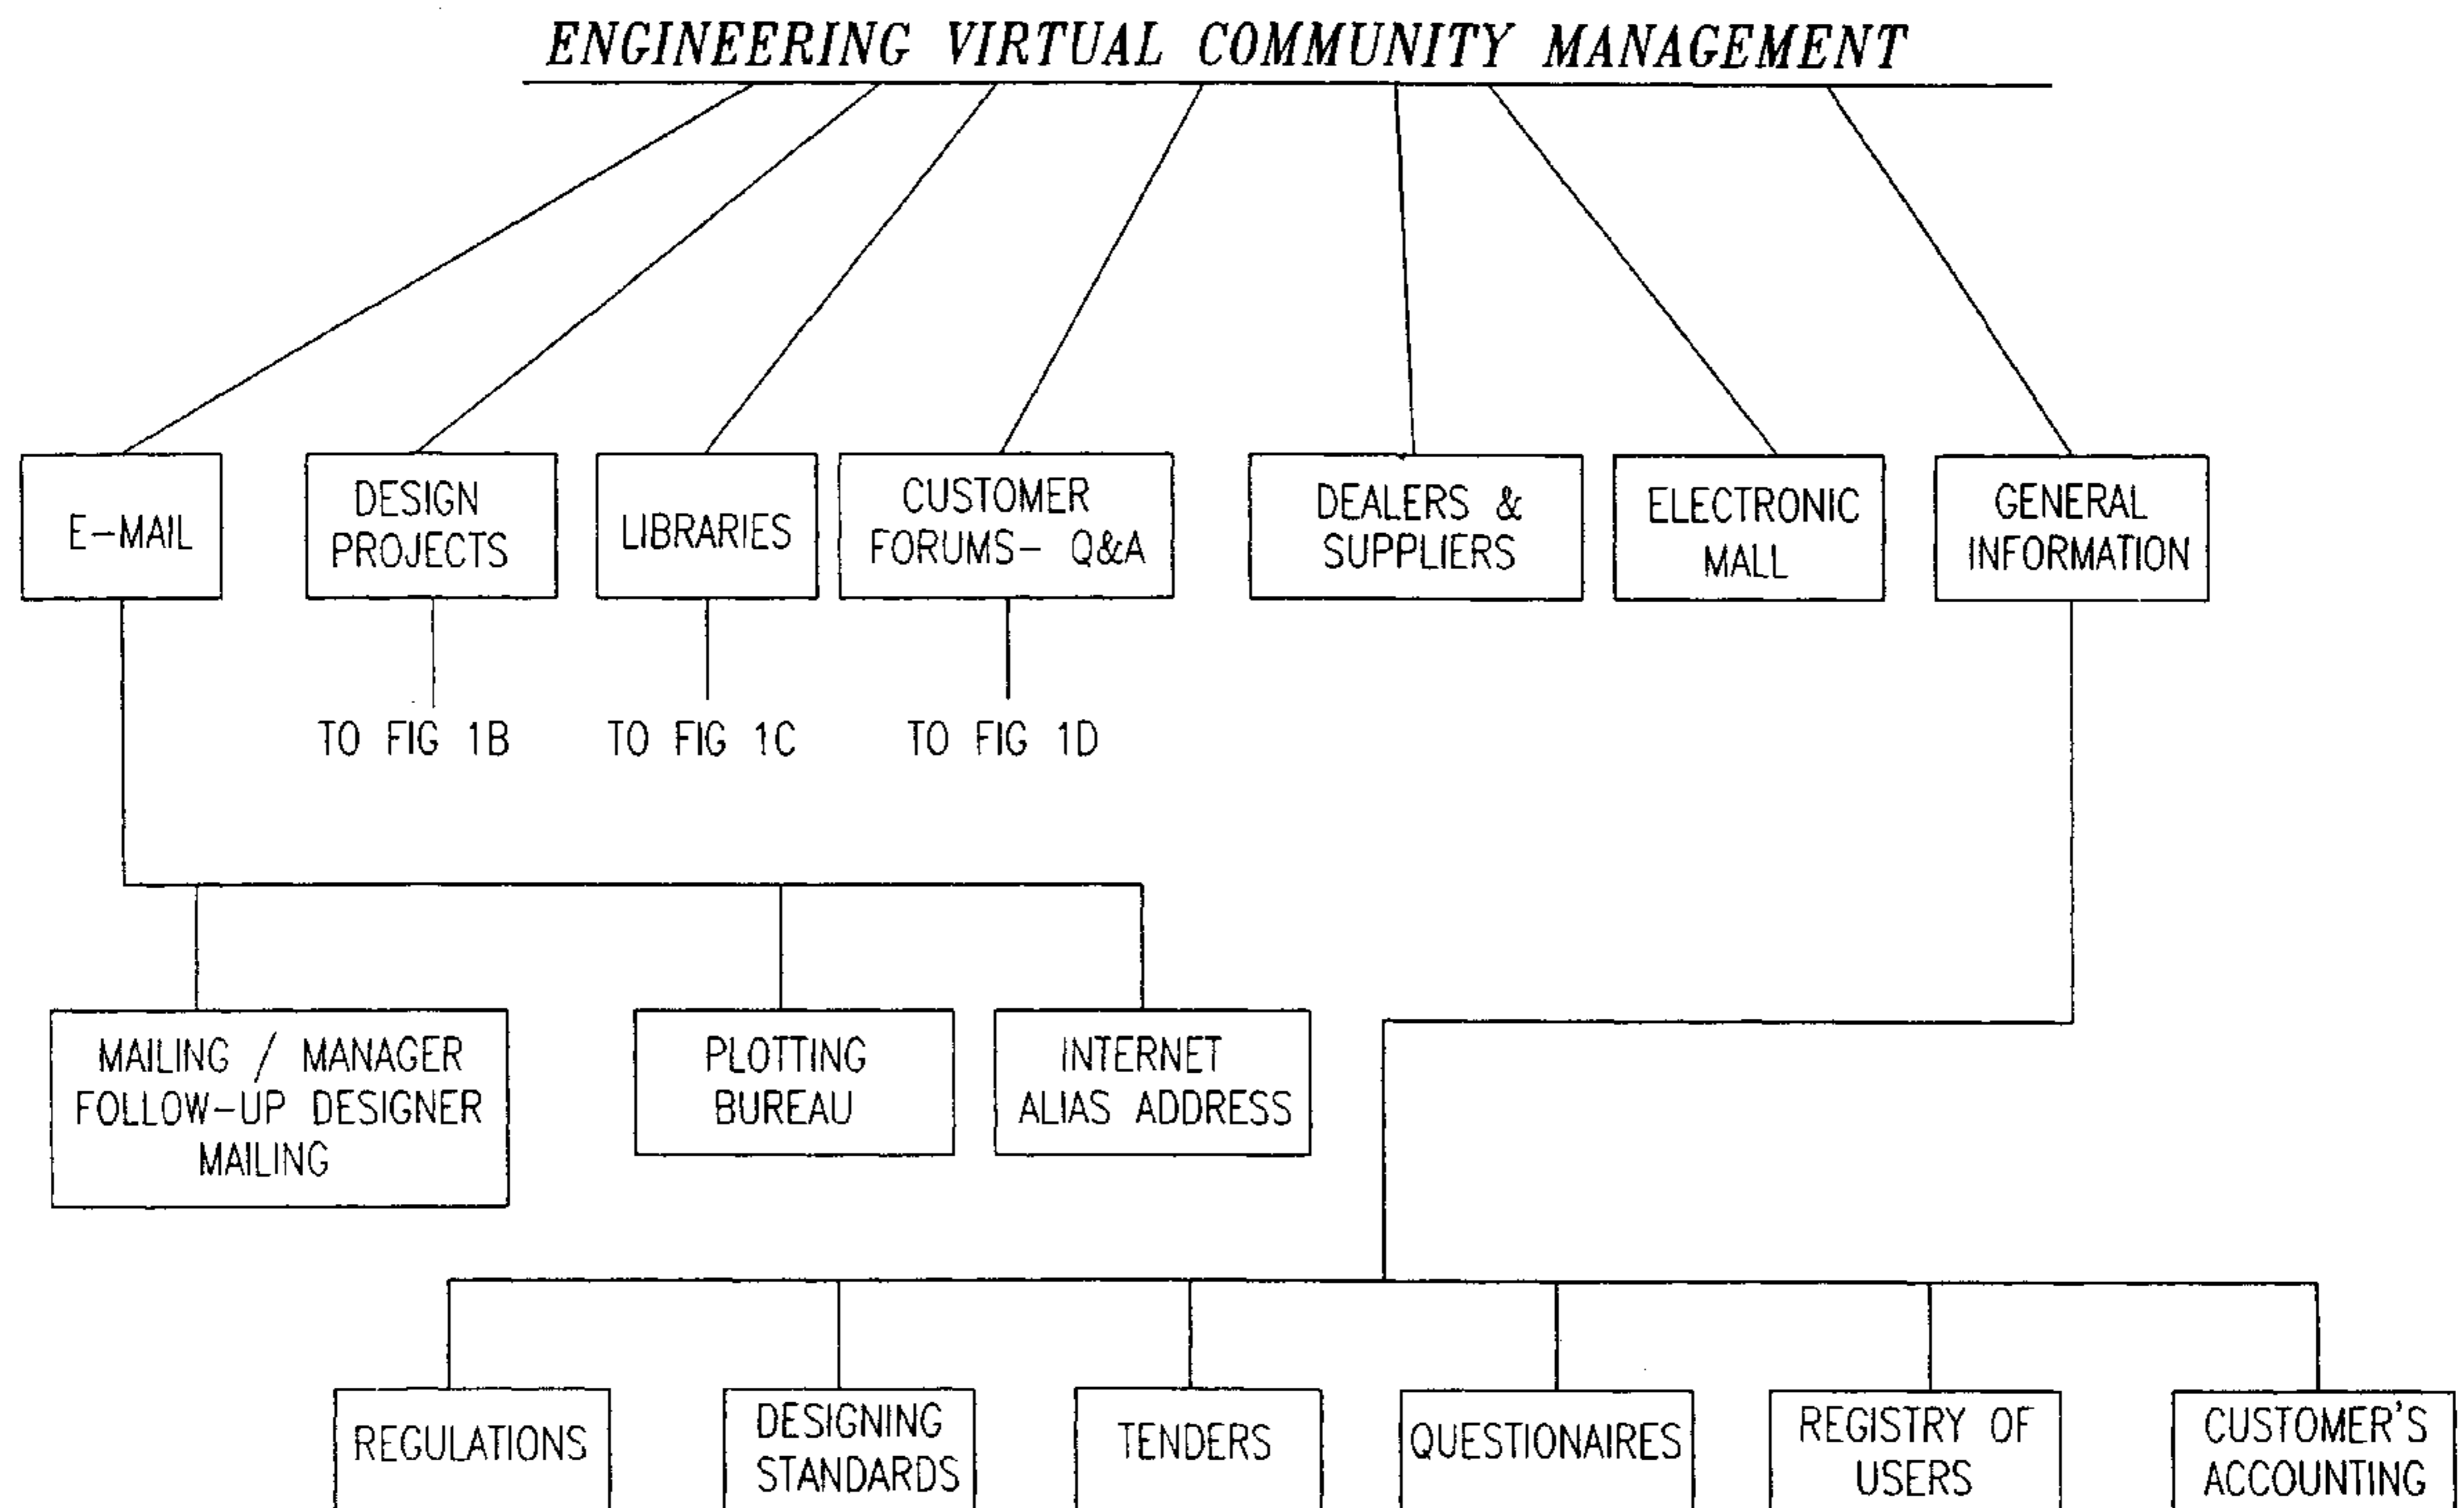 ENGINEERING VIRTUAL COMMUNITY MANAGEMENT
E-MAIL
DESIGN
PROJECTS
LIBRARIES
CUSTOMER
FORUMS- Q&A
DEALERS &
SUPPLIERS
ELECTRONIC
MALL
GENERAL
INFORMATION
TO FIG 1B
TO FIG 1C
TO FIG 1D
MAILING / MANAGER
FOLLOW-UP DESIGNER
MAILING
PLOTTING
BUREAU
INTERNET
ALIAS ADDRESS
REGULATIONS
DESIGNING
STANDARDS
TENDERS
QUESTIONAIRES
REGISTRY OF
USERS
CUSTOMER'S
ACCOUNTING